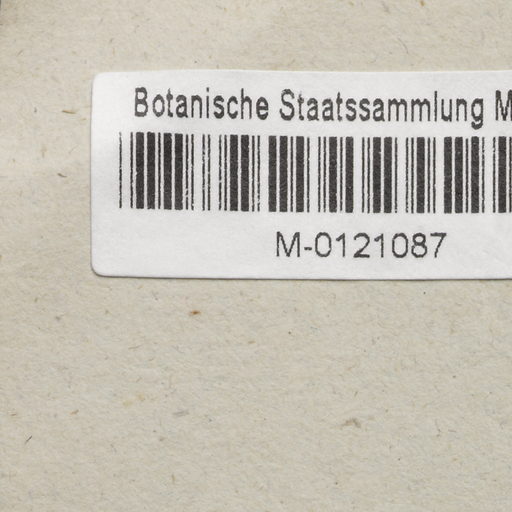 Botanische Staatssammlung M
M-0121087